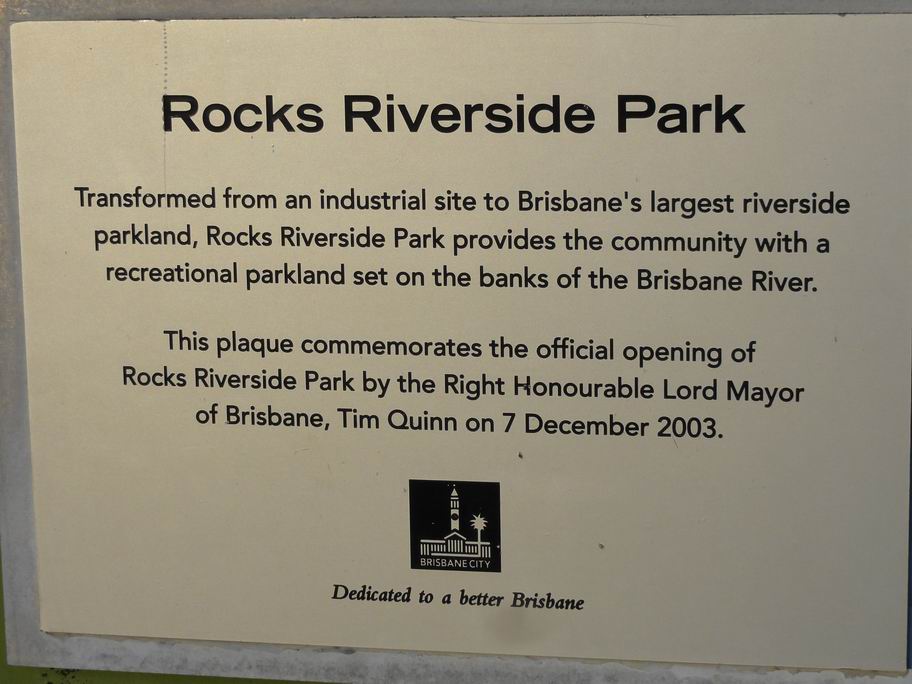 Rocks Riverside Park
Transformed from an industrial site to Brisbane's largest riverside
parkland, Rocks Riverside Park provides the community with a
recreational parkland set on the banks of the Brisbane River.
This plaque commemorates the official opening of
Rocks Riverside Park by the Right Honourable Lord Mayor
of Brisbane, Tim Quinn on 7 December 2003.
BRISBANE CITY
Dedicated to a better Brisbane